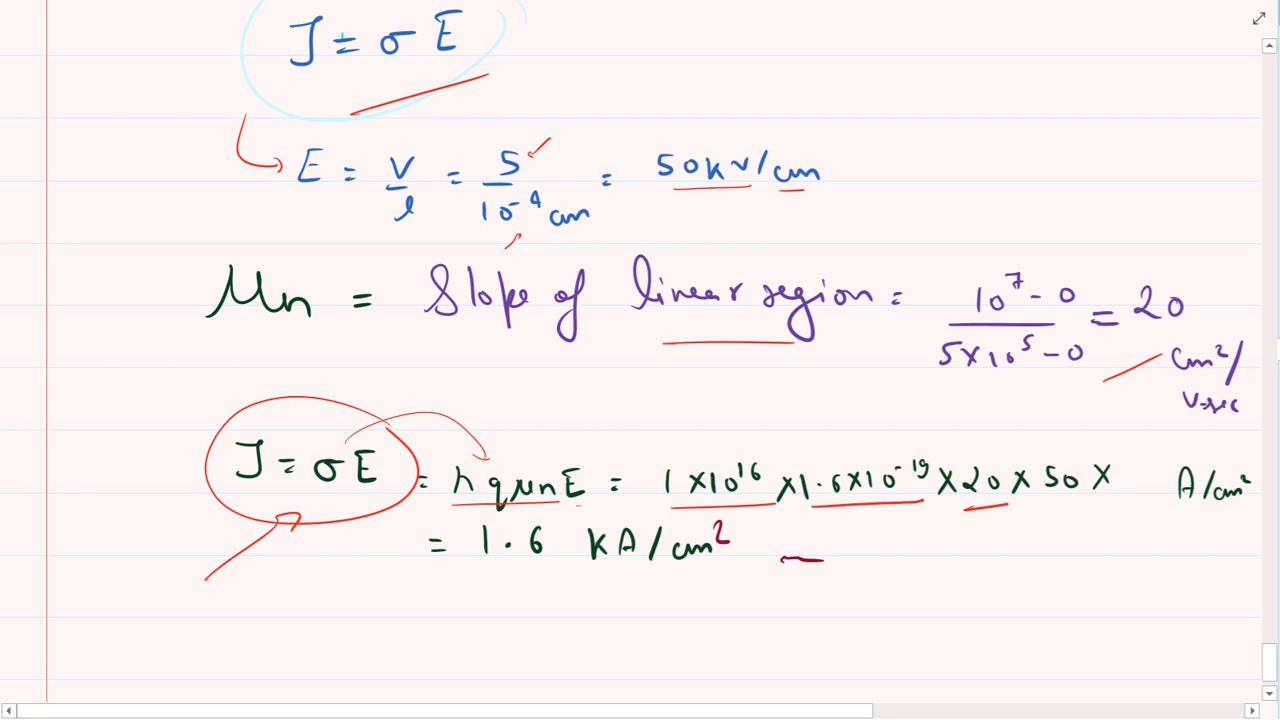 J = σ E
E = V/l = 5/10⁻⁴ cm = 50 kV/cm
μn = Slope of linear region = (10⁷ - 0)/(5×10⁵ - 0) = 20 cm²/V-sec
J = σE = n q μn E = 1×10¹⁶ × 1.6×10⁻¹⁹ × 20 × 50 × A/cm²
= 1.6 kA/cm²